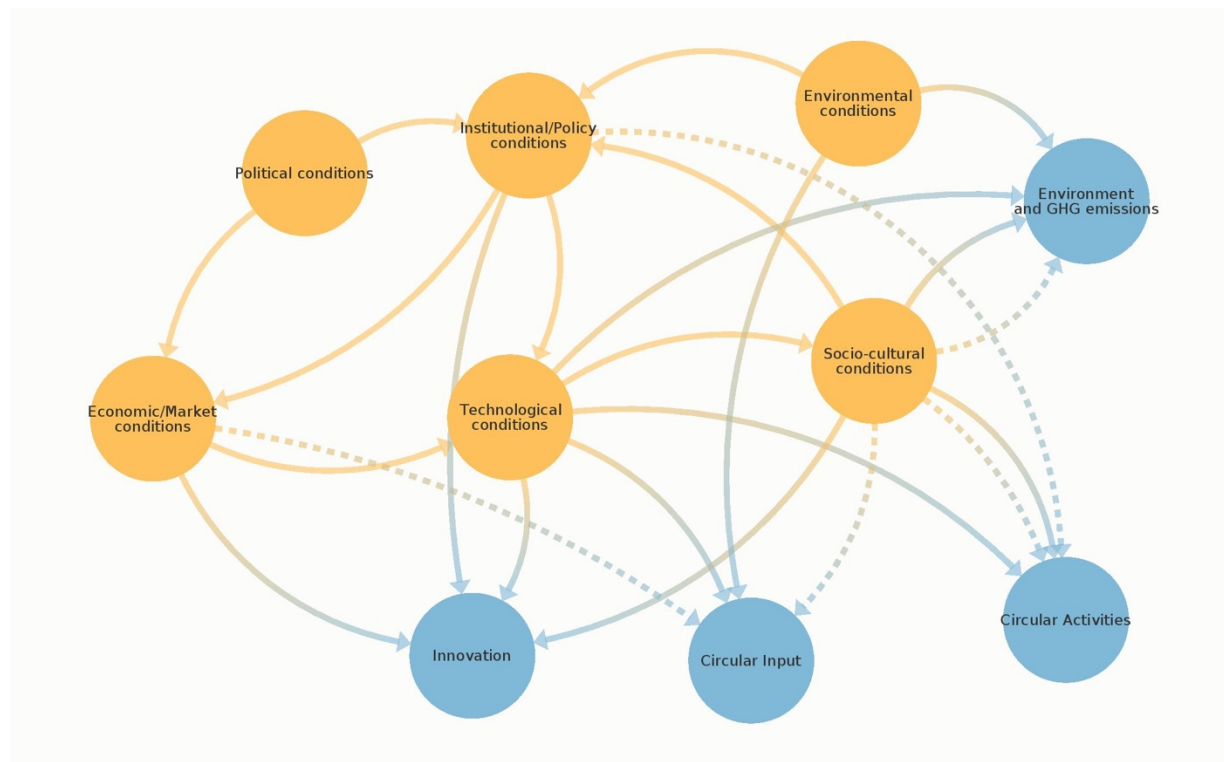 Environmental
conditions
Institutional/Policy
conditions
Political conditions
Environment
and GHG emissions
Socio-cultural
conditions
Economic/Market
conditions
Technological
conditions
Circular Activities
Innovation
Circular Input